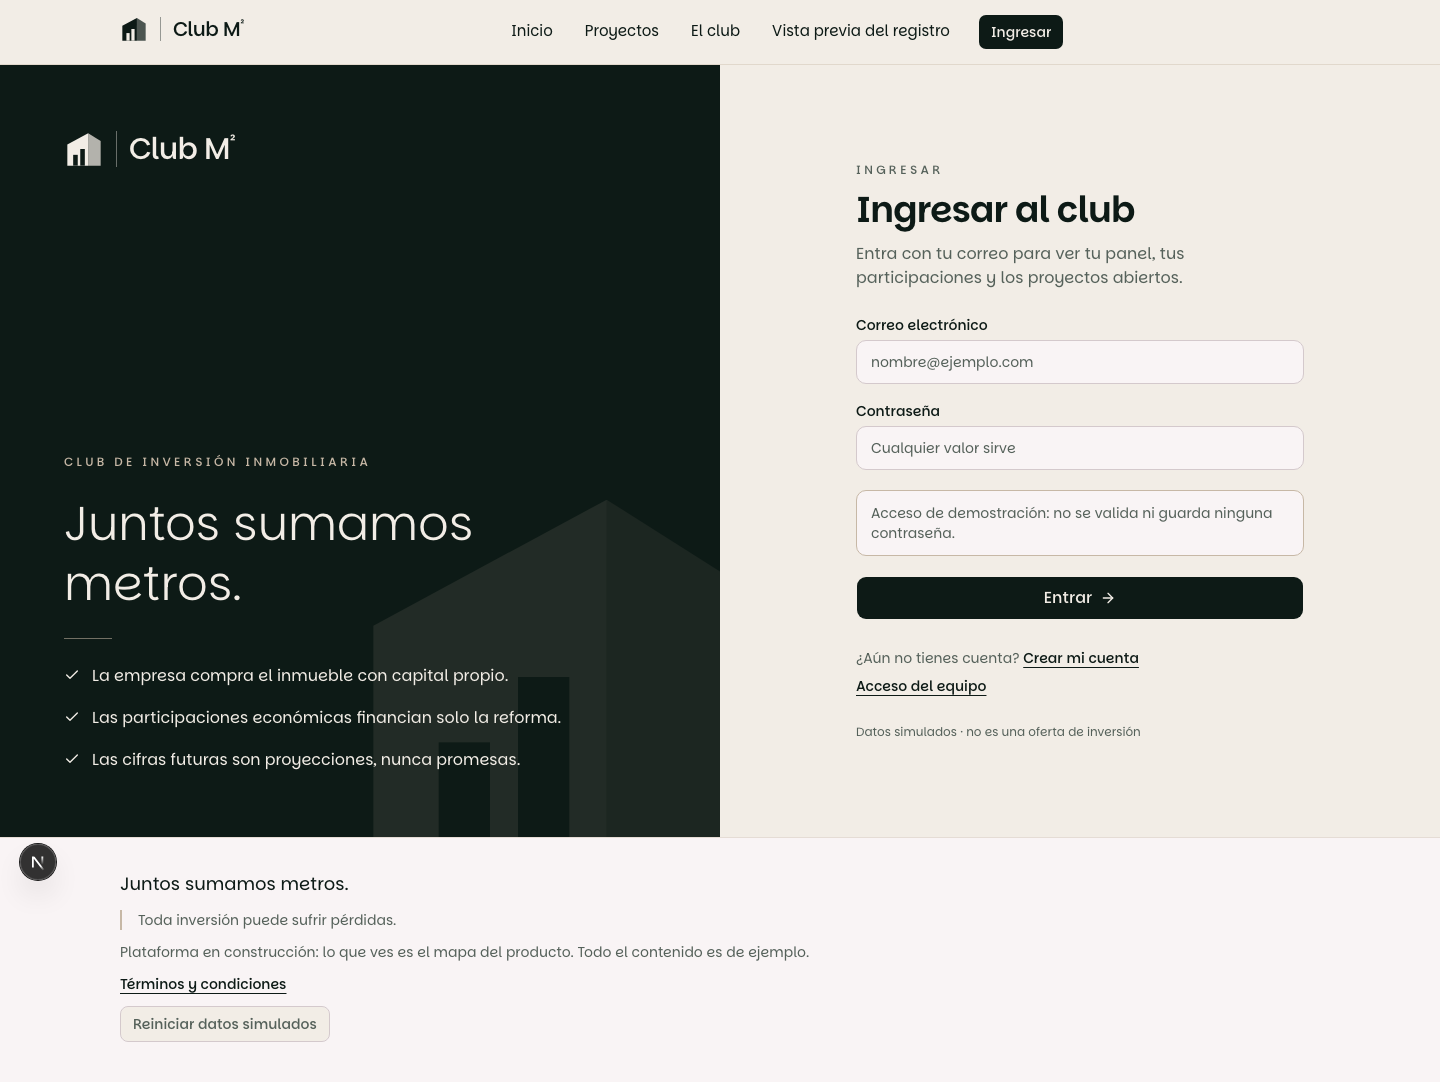 Club M²
Inicio
Proyectos
El club
Vista previa del registro
Ingresar
Club M²
CLUB DE INVERSIÓN INMOBILIARIA
Juntos sumamos
metros.
La empresa compra el inmueble con capital propio.
Las participaciones económicas financian solo la reforma.
Las cifras futuras son proyecciones, nunca promesas.
INGRESAR
Ingresar al club
Entra con tu correo para ver tu panel, tus
participaciones y los proyectos abiertos.
Correo electrónico
nombre@ejemplo.com
Contraseña
Cualquier valor sirve
Acceso de demostración: no se valida ni guarda ninguna
contraseña.
Entrar →
¿Aún no tienes cuenta? Crear mi cuenta
Acceso del equipo
Datos simulados · no es una oferta de inversión
N
Juntos sumamos metros.
Toda inversión puede sufrir pérdidas.
Plataforma en construcción: lo que ves es el mapa del producto. Todo el contenido es de ejemplo.
Términos y condiciones
Reiniciar datos simulados